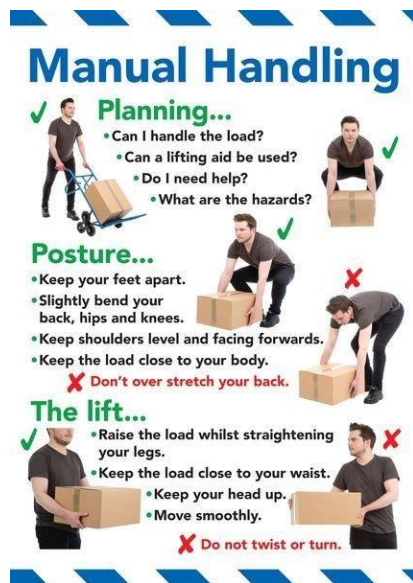 Manual Handling
Planning...
Can I handle the load?
Can a lifting aid be used?
Do I need help?
What are the hazards?
Posture...
Keep your feet apart.
Slightly bend your
back, hips and knees.
Keep shoulders level and facing forwards.
Keep the load close to your body.
Don't over stretch your back.
The lift...
Raise the load whilst straightening
your legs.
Keep the load close to your waist.
Keep your head up.
Move smoothly.
Do not twist or turn.